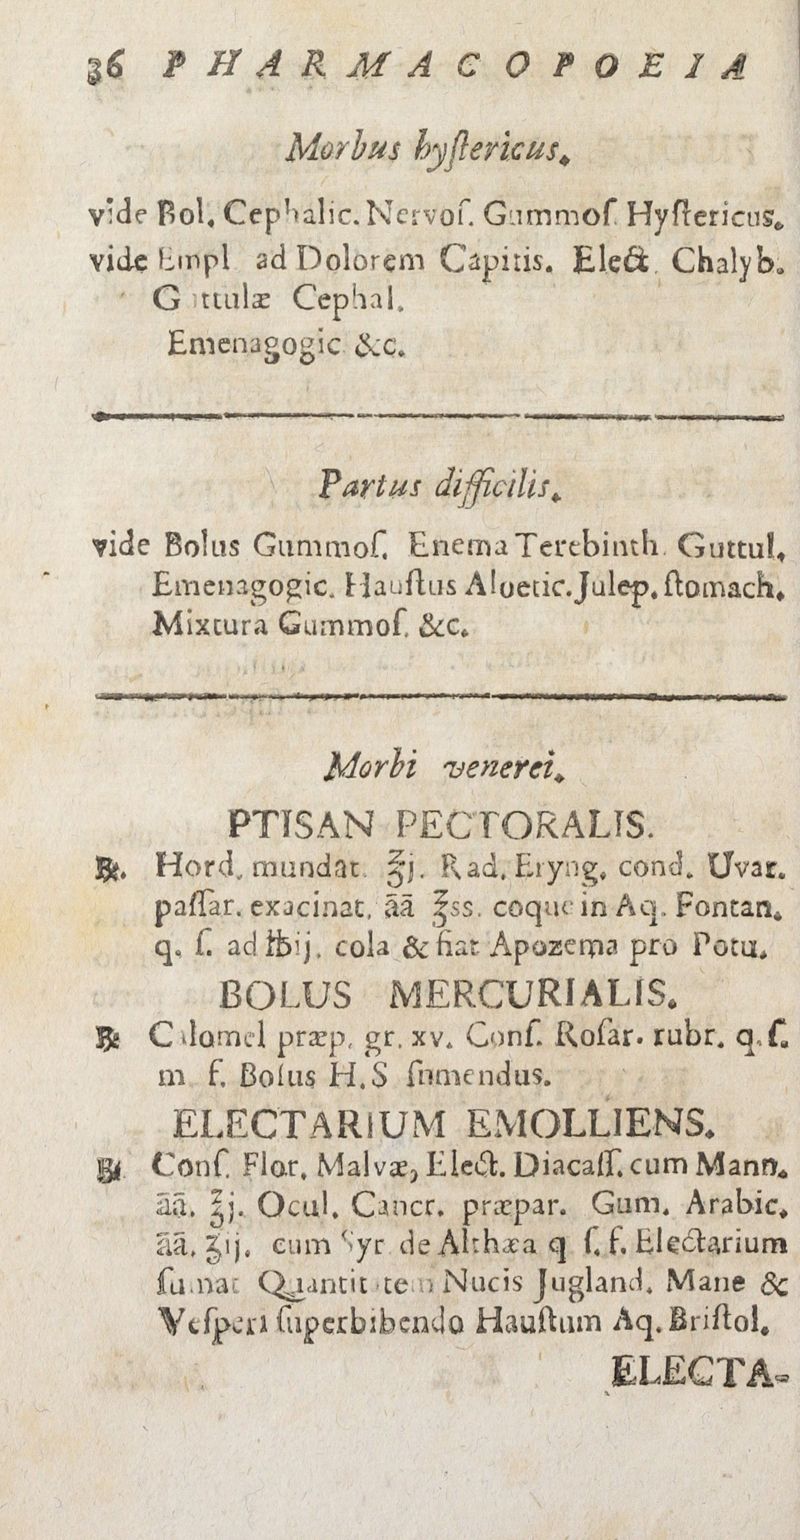 36 PHARMACOPOEIA
Morbus hyſtericus.
vide Bol. Cephalic. Nervoſ. Gummoſ. Hyſtericus.
vide Empl ad Dolorem Capitis. Elect. Chalyb.
Guttulæ Cephal.
Emenagogic &c.
Partus difficilis.
vide Bolus Gummoſ. Enema Terebinth. Guttul.
Emenagogic. Hauſtus Aloetic. Julep. ſtomach.
Mixtura Gummoſ. &c.
Morbi venerei.
PTISAN PECTORALIS.
℞. Hord. mundat. ℥j. Rad. Eryng. cond. Uvar.
paſſar. exacinat. āā ℥ss. coque in Aq. Fontan.
q. ſ. ad ℔ij. cola & fiat Apozema pro Potu.
BOLUS MERCURIALIS.
℞ Calomel præp. gr. xv. Conſ. Roſar. rubr. q. ſ.
m. f. Bolus H.S ſumendus.
ELECTARIUM EMOLLIENS.
℞ Conſ. Flor. Malvæ, Elect. Diacaſſ. cum Mann.
āā. ℥j. Ocul. Cancr. præpar. Gum. Arabic.
āā. ʒij. cum Syr. de Althæa q. ſ. f. Electarium
ſumat Quantitatem Nucis Jugland. Mane &
Veſperi ſuperbibendo Hauſtum Aq. Briſtol.
ELECTA-